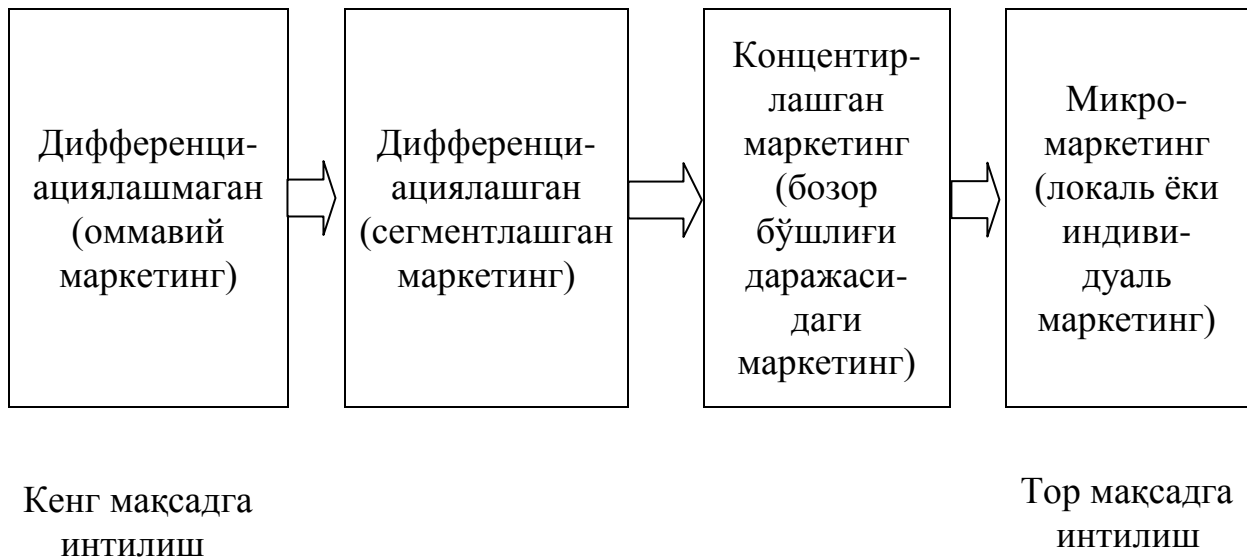 Дифференци-
ациялашмаган
(оммавий
маркетинг)
Дифференци-
ациялашган
(сегментлашган
маркетинг)
Концентир-
лашган
маркетинг
(бозор
бўшлиғи
даражаси-
даги
маркетинг)
Микро-
маркетинг
(локаль ёки
индиви-
дуаль
маркетинг)
Кенг мақсадга
интилиш
Тор мақсадга
интилиш